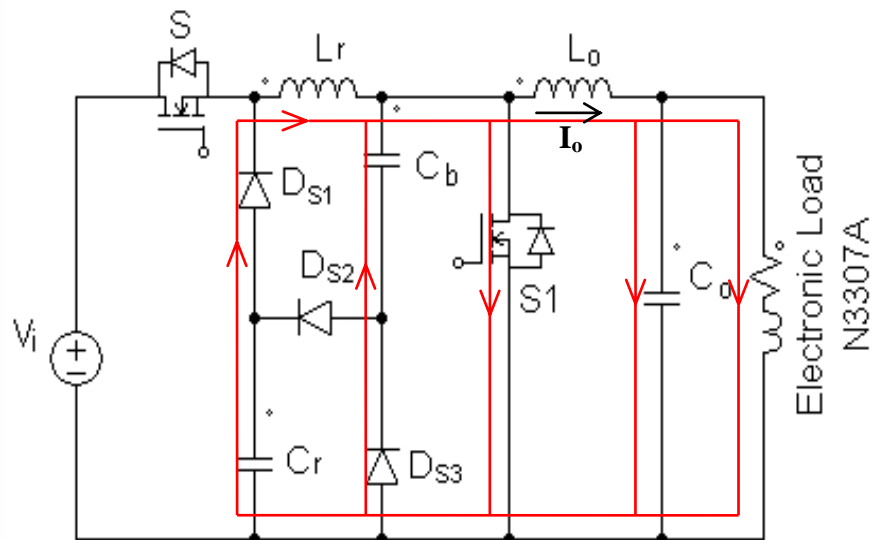 S
Lr
Lo
Io
DS1
Cb
DS2
S1
Co
Vi
Cr
DS3
Electronic Load
N3307A